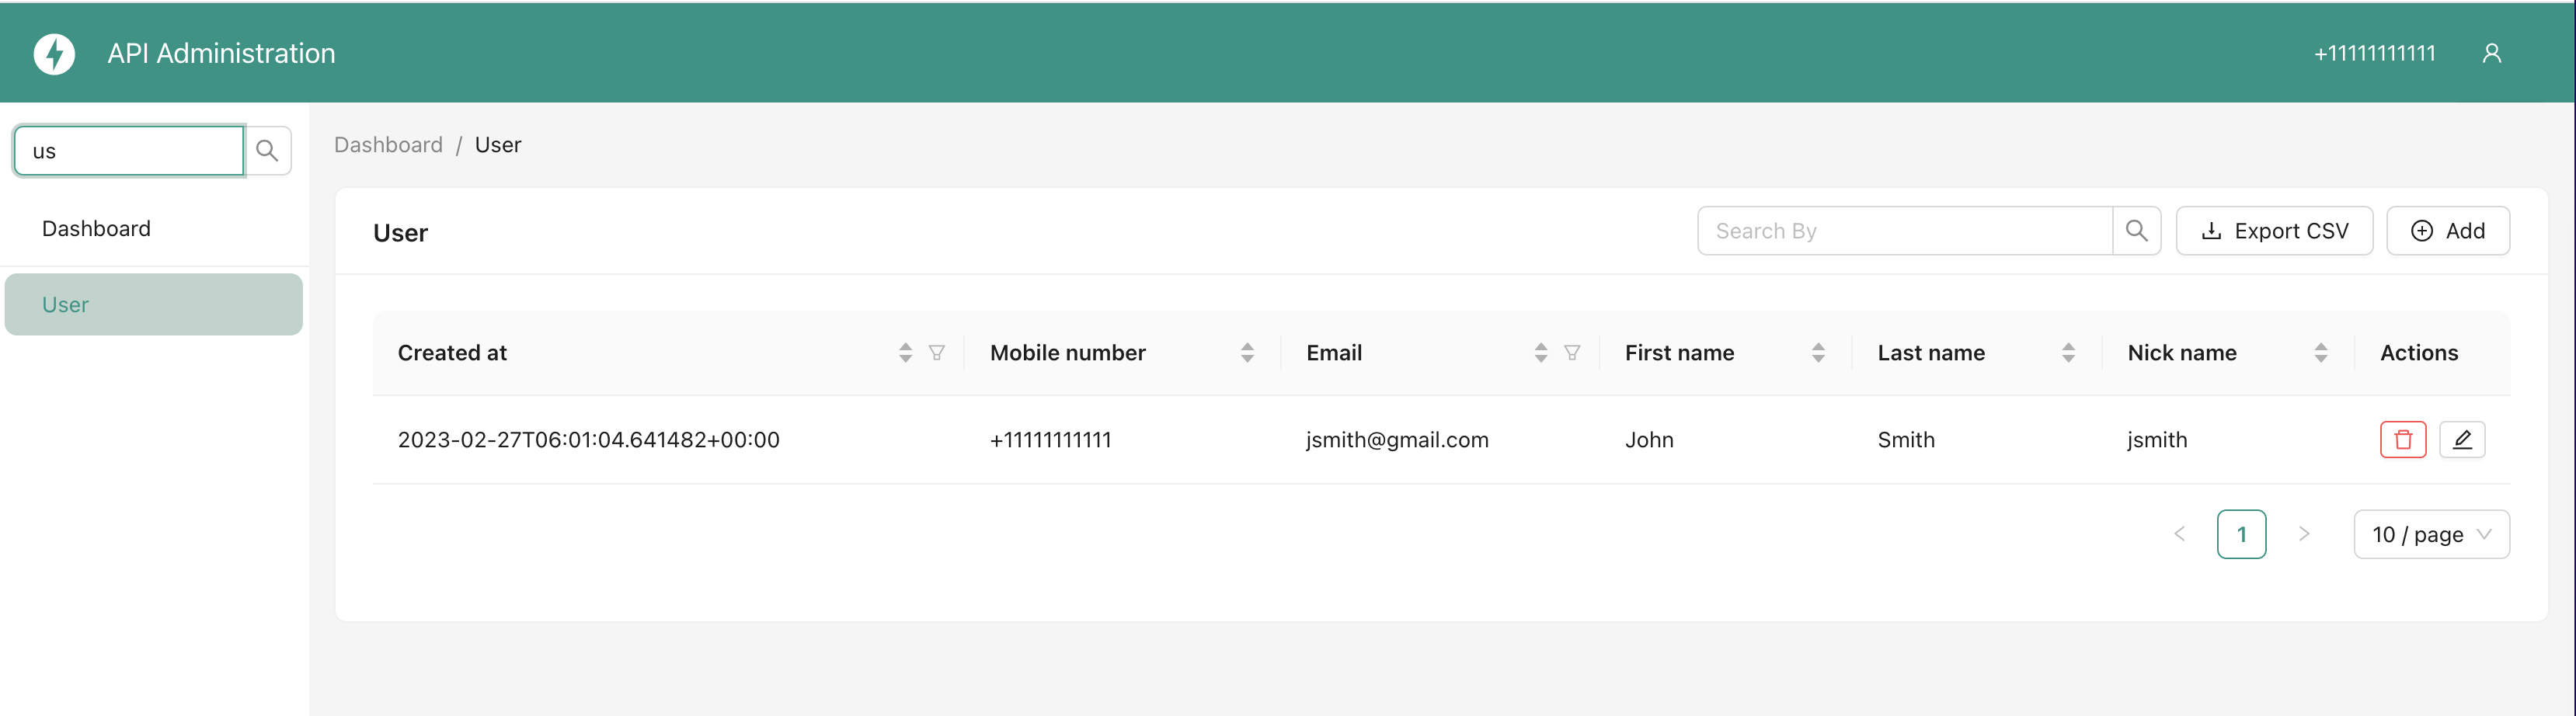 API Administration
+11111111111
us
Dashboard
User
Dashboard / User
User
Search By
Export CSV
Add
Created at Mobile number Email First name Last name Nick name Actions
2023-02-27T06:01:04.641482+00:00 +11111111111 jsmith@gmail.com John Smith jsmith
1
10 / page